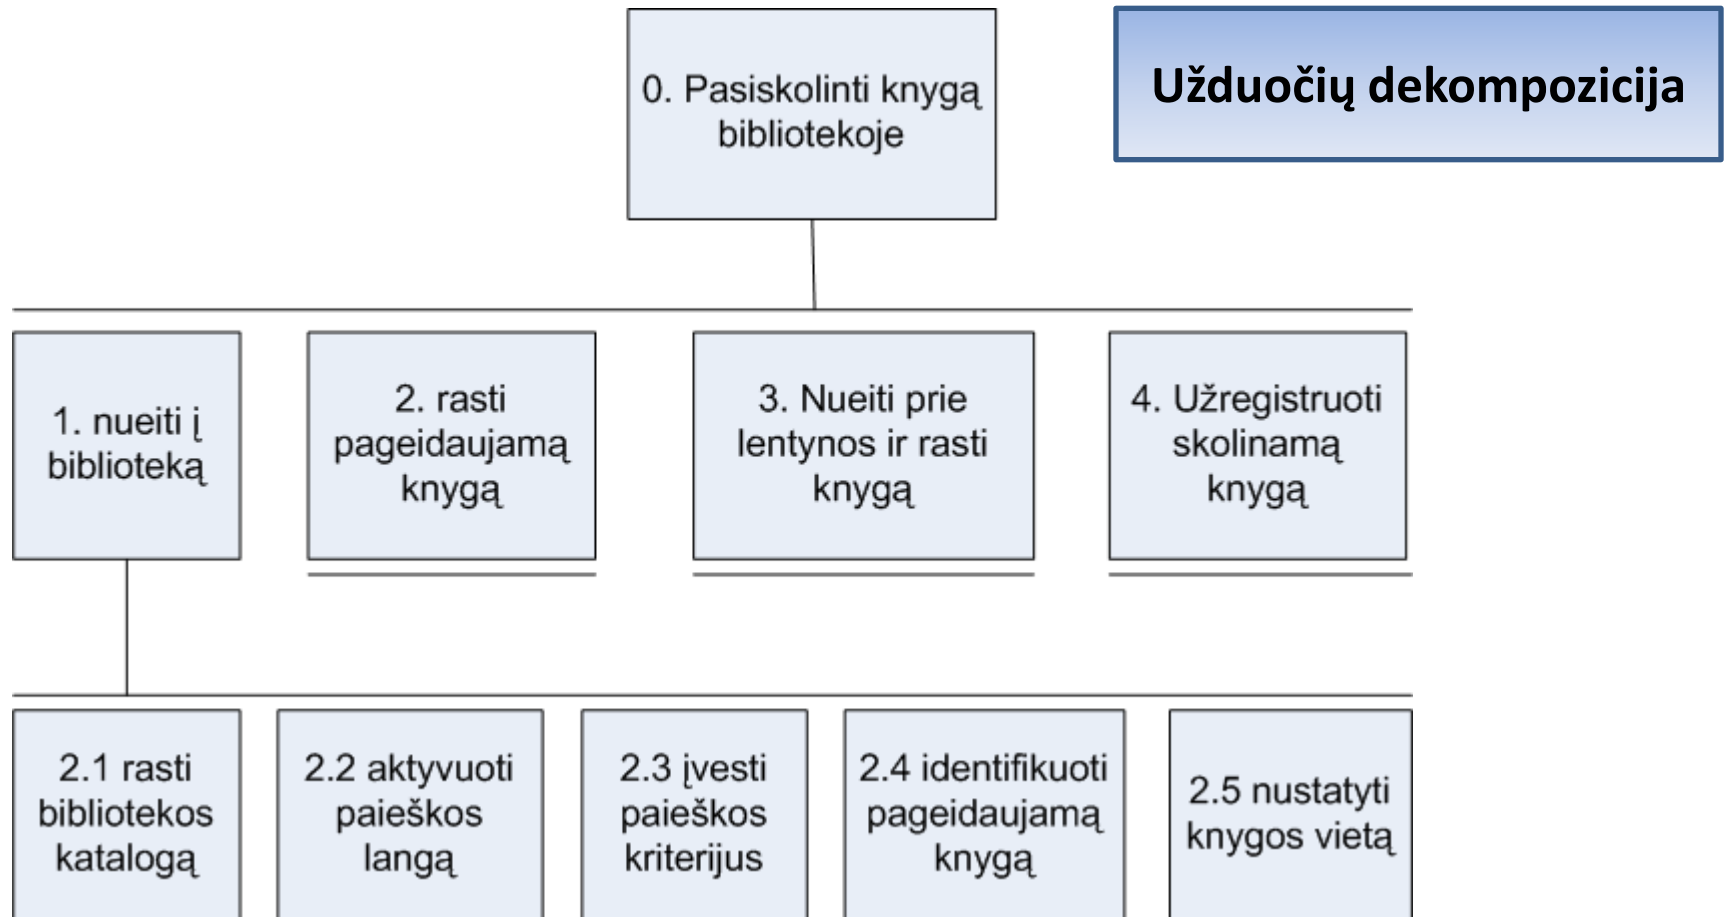 0. Pasiskolinti knygą
bibliotekoje
Užduočių dekompozicija
1. nueiti į
biblioteką
2. rasti
pageidaujamą
knygą
3. Nueiti prie
lentynos ir rasti
knygą
4. Užregistruoti
skolinamą
knygą
2.1 rasti
bibliotekos
katalogą
2.2 aktyvuoti
paieškos
langą
2.3 įvesti
paieškos
kriterijus
2.4 identifikuoti
pageidaujamą
knygą
2.5 nustatyti
knygos vietą